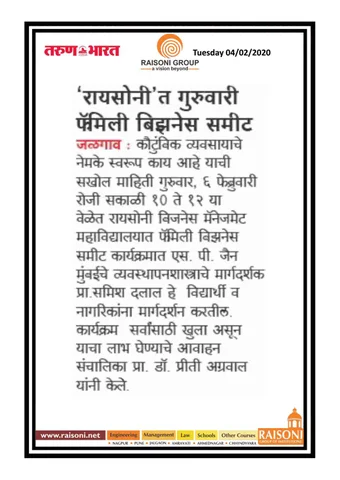 तरुण भारत
RAISONI GROUP
a vision beyond
Tuesday 04/02/2020
'रायसोनी'त गुरुवारी
फॅमिली बिझनेस समीट
जळगाव : कौटुंबिक व्यवसायाचे
नेमके स्वरूप काय आहे याची
सखोल माहिती गुरुवार, ६ फेब्रुवारी
रोजी सकाळी १० ते १२ या
वेळेत रायसोनी बिजनेस मॅनेजमेट
महाविद्यालयात फॅमिली बिझनेस
समीट कार्यक्रमात एस. पी. जैन
मुंबईचे व्यवस्थापनशास्त्राचे मार्गदर्शक
प्रा.समिश दलाल हे विद्यार्थी व
नागरिकांना मार्गदर्शन करतील.
कार्यक्रम सर्वांसाठी खुला असून
याचा लाभ घेण्याचे आवाहन
संचालिका प्रा. डॉ. प्रीती अग्रवाल
यांनी केले.
www.raisoni.net Engineering Management Law Schools Other Courses RAISONI
• NAGPUR • PUNE • JALGAON • AMRAVATI • AHMEDNAGAR • CHHINDWARA